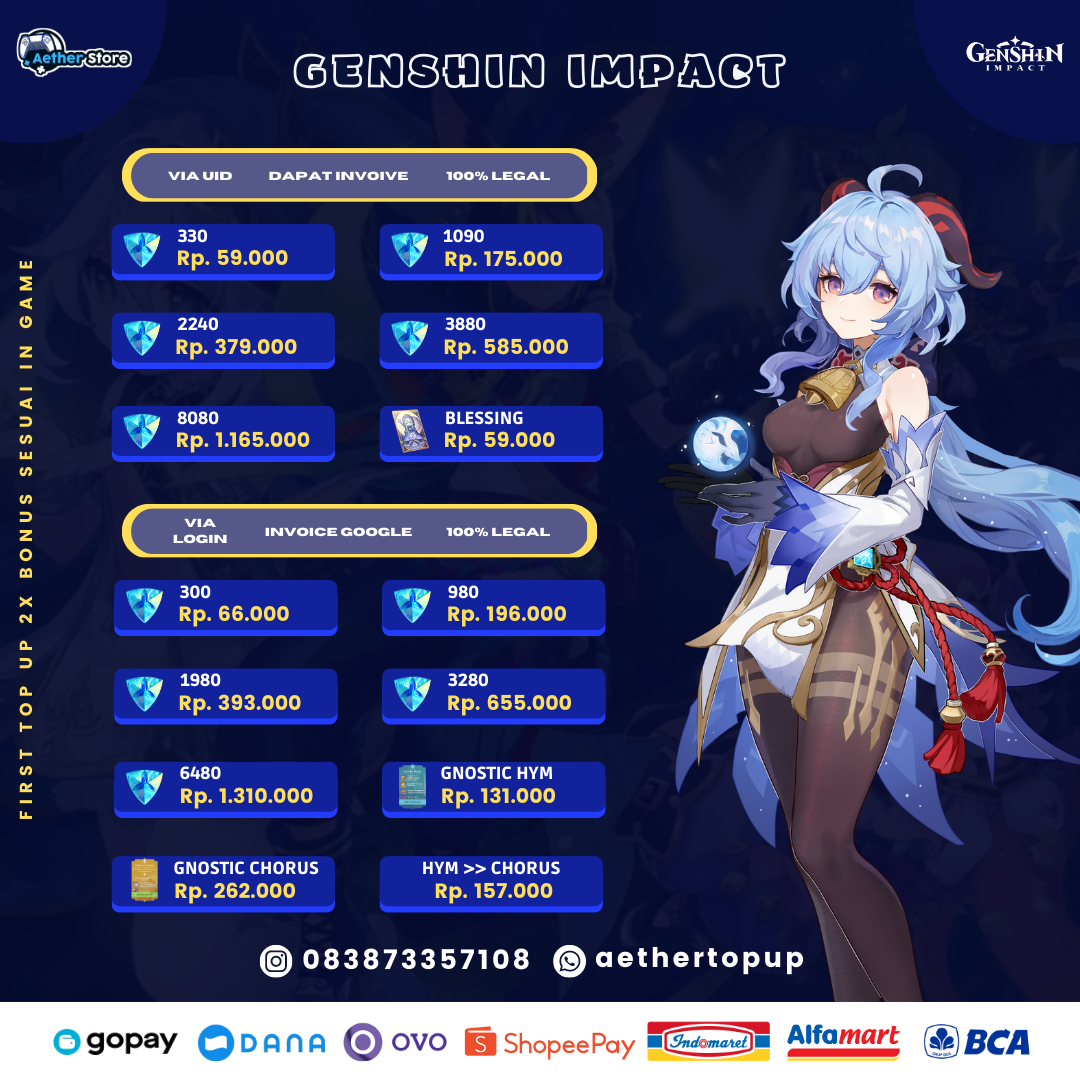 Aether Store
GENSHIN IMPACT
GENSHIN
IMPACT
VIA UID DAPAT INVOIVE 100% LEGAL
330
Rp. 59.000
1090
Rp. 175.000
2240
Rp. 379.000
3880
Rp. 585.000
8080
Rp. 1.165.000
BLESSING
Rp. 59.000
VIA
LOGIN
INVOICE GOOGLE 100% LEGAL
300
Rp. 66.000
980
Rp. 196.000
1980
Rp. 393.000
3280
Rp. 655.000
6480
Rp. 1.310.000
GNOSTIC HYM
Rp. 131.000
GNOSTIC CHORUS
Rp. 262.000
HYM >> CHORUS
Rp. 157.000
FIRST TOP UP 2X BONUS SESUAI IN GAME
083873357108 aethertopup
gopay DANA OVO ShopeePay Indomaret Alfamart BCA